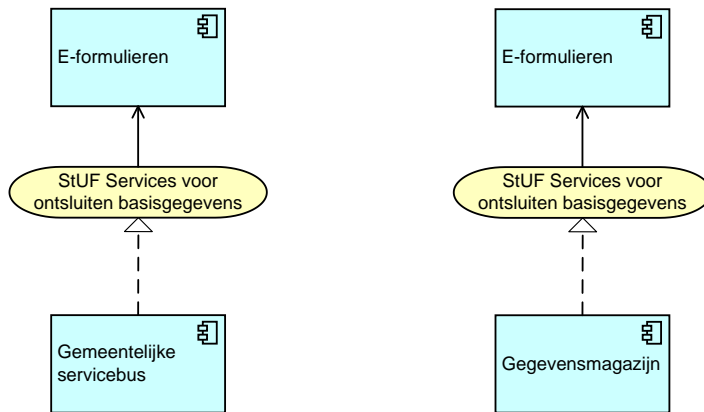 E-formulieren
StUF Services voor
ontsluiten basisgegevens
Gemeentelijke
servicebus
E-formulieren
StUF Services voor
ontsluiten basisgegevens
Gegevensmagazijn